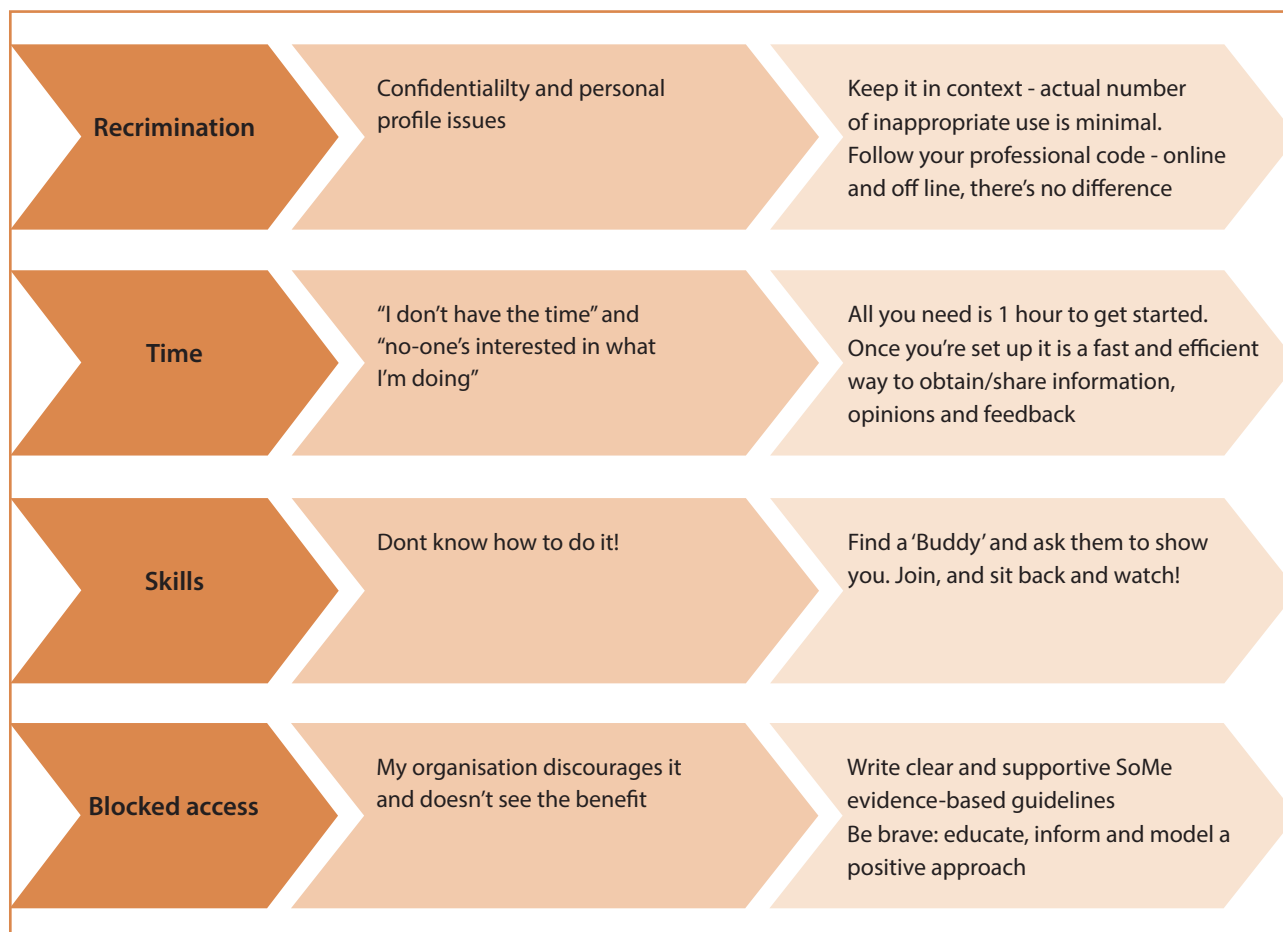 Recrimination
Confidentialilty and personal
profile issues
Keep it in context - actual number
of inappropriate use is minimal.
Follow your professional code - online
and off line, there’s no difference
Time
“I don’t have the time” and
“no-one’s interested in what
I’m doing”
All you need is 1 hour to get started.
Once you’re set up it is a fast and efficient
way to obtain/share information,
opinions and feedback
Skills
Dont know how to do it!
Find a ‘Buddy’ and ask them to show
you. Join, and sit back and watch!
Blocked access
My organisation discourages it
and doesn’t see the benefit
Write clear and supportive SoMe
evidence-based guidelines
Be brave: educate, inform and model a
positive approach